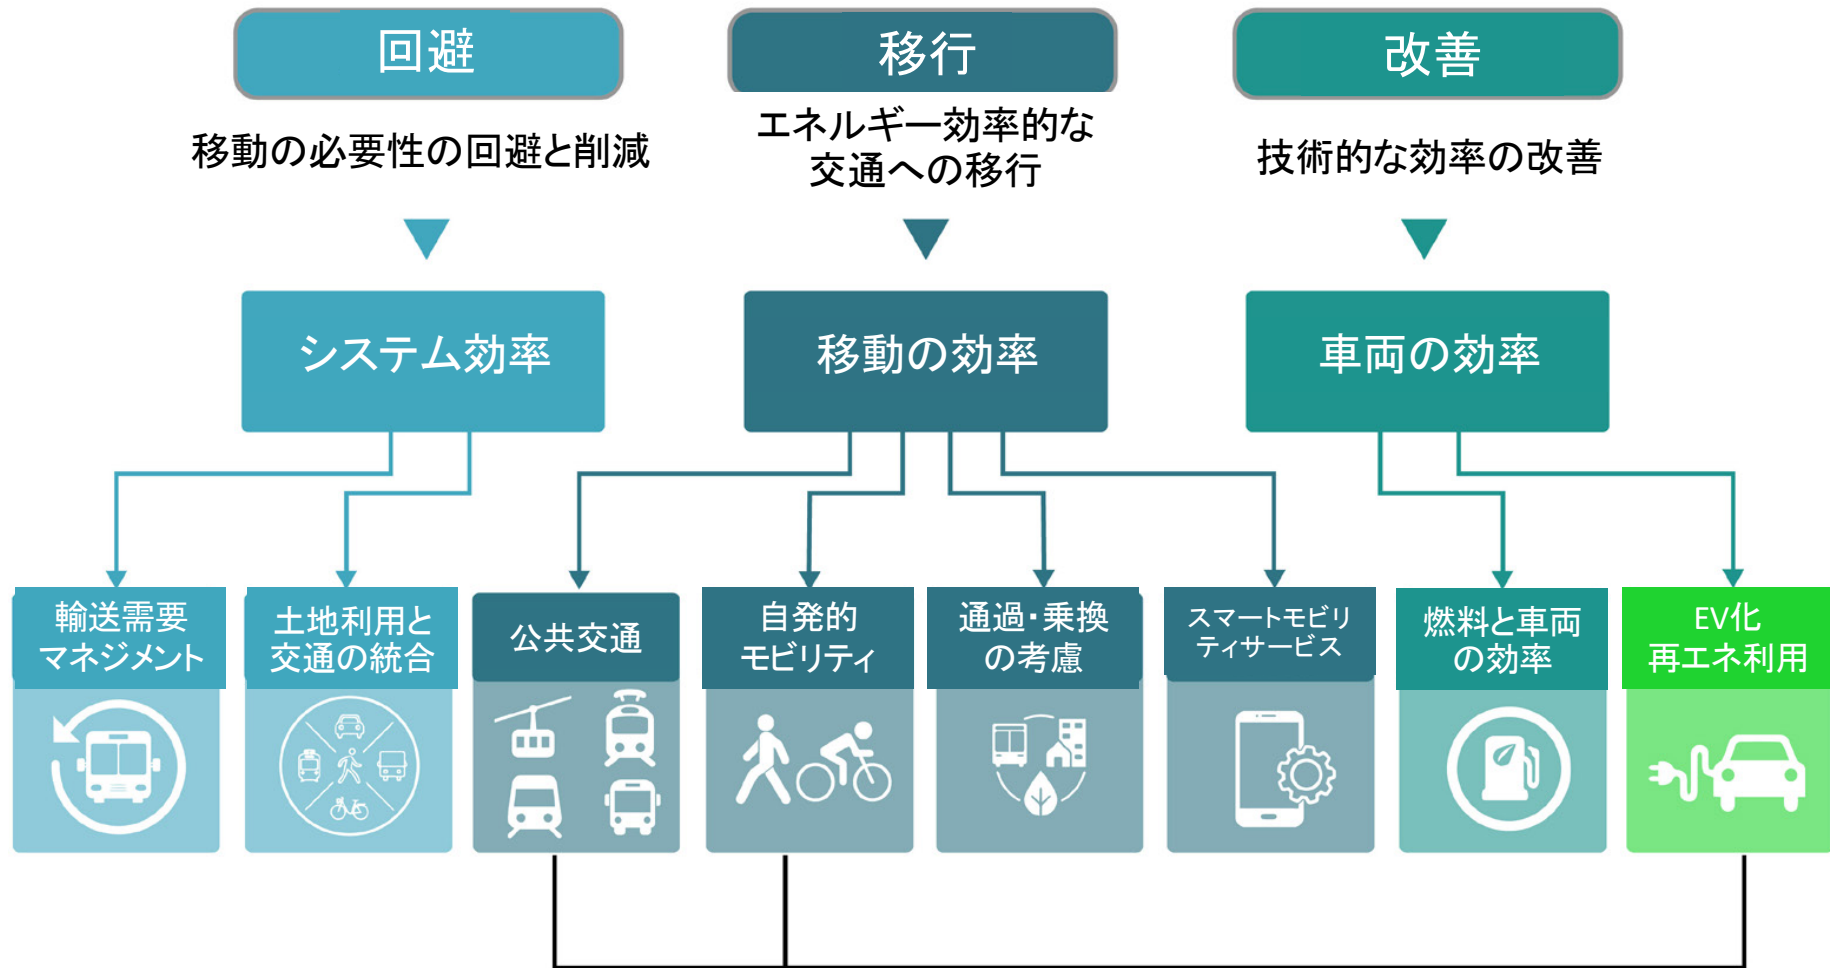 回避
移行
改善
移動の必要性の回避と削減
エネルギー効率的な
交通への移行
技術的な効率の改善
システム効率
移動の効率
車両の効率
輸送需要
マネジメント
土地利用と
交通の統合
公共交通
自発的
モビリティ
通過・乗換
の考慮
スマートモビリ
ティサービス
燃料と車両
の効率
EV化
再エネ利用